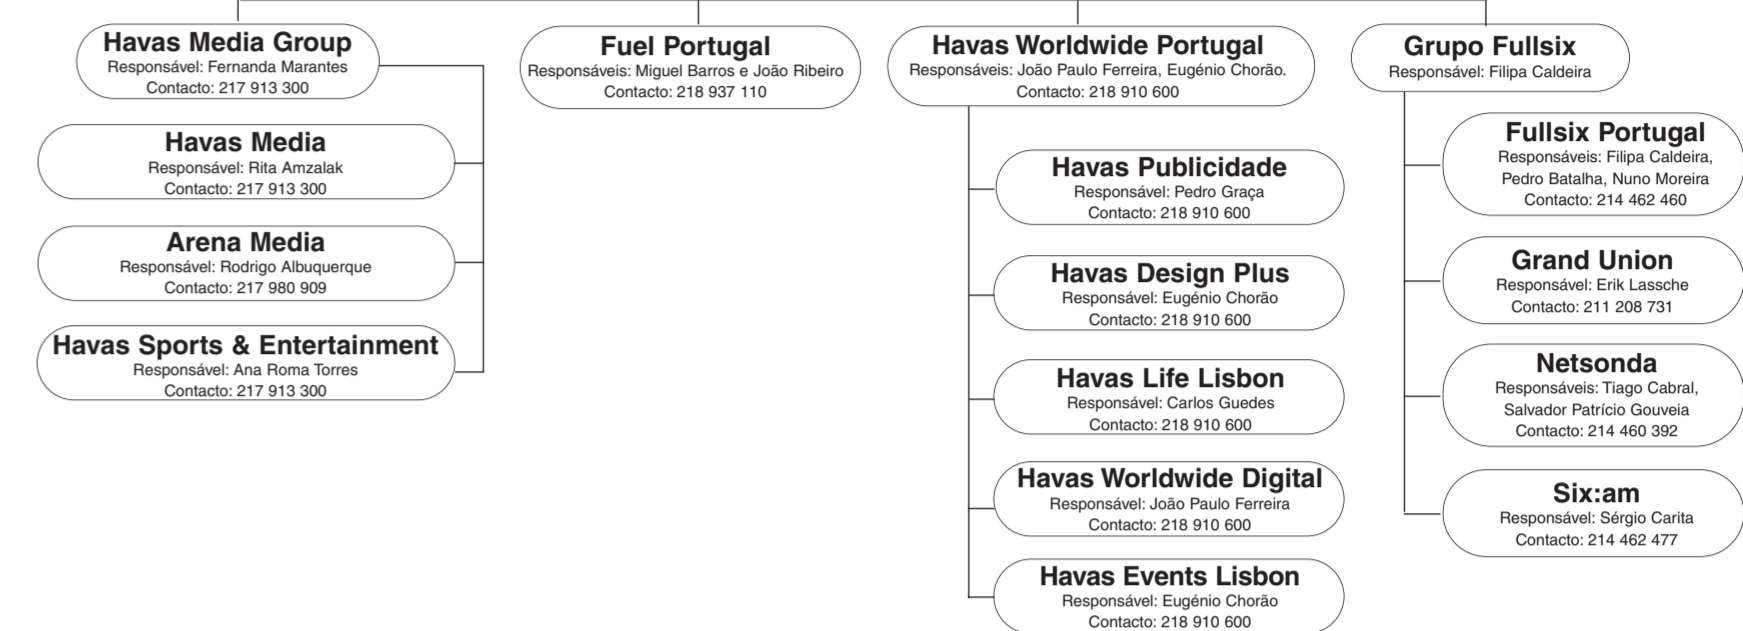 Havas Media Group
Responsável: Fernanda Marantes
Contacto: 217 913 300
Havas Media
Responsável: Rita Amzalak
Contacto: 217 913 300
Arena Media
Responsável: Rodrigo Albuquerque
Contacto: 217 980 909
Havas Sports & Entertainment
Responsável: Ana Roma Torres
Contacto: 217 913 300
Fuel Portugal
Responsáveis: Miguel Barros e João Ribeiro
Contacto: 218 937 110
Havas Worldwide Portugal
Responsáveis: João Paulo Ferreira, Eugénio Chorão.
Contacto: 218 910 600
Havas Publicidade
Responsável: Pedro Graça
Contacto: 218 910 600
Havas Design Plus
Responsável: Eugénio Chorão
Contacto: 218 910 600
Havas Life Lisbon
Responsável: Carlos Guedes
Contacto: 218 910 600
Havas Worldwide Digital
Responsável: João Paulo Ferreira
Contacto: 218 910 600
Havas Events Lisbon
Responsável: Eugénio Chorão
Contacto: 218 910 600
Grupo Fullsix
Responsável: Filipa Caldeira
Fullsix Portugal
Responsáveis: Filipa Caldeira,
Pedro Batalha, Nuno Moreira
Contacto: 214 462 460
Grand Union
Responsável: Erik Lassche
Contacto: 211 208 731
Netsonda
Responsáveis: Tiago Cabral,
Salvador Patrício Gouveia
Contacto: 214 460 392
Six:am
Responsável: Sérgio Carita
Contacto: 214 462 477